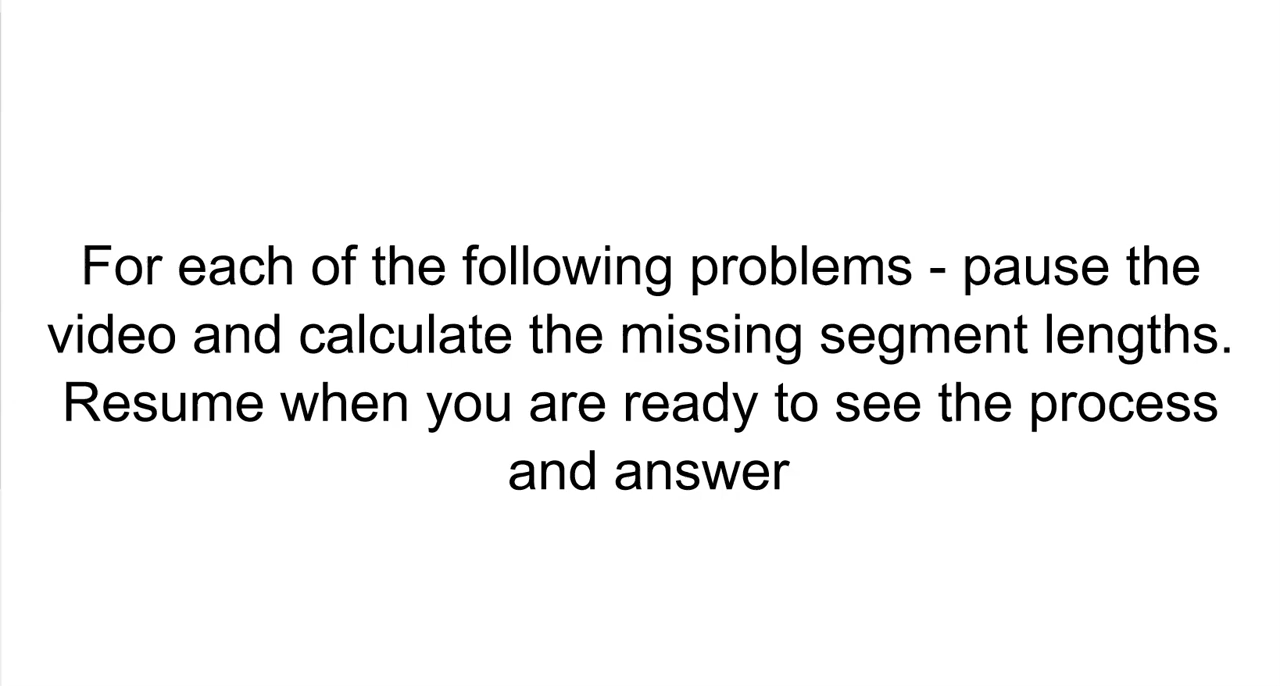 For each of the following problems - pause the
video and calculate the missing segment lengths.
Resume when you are ready to see the process
and answer